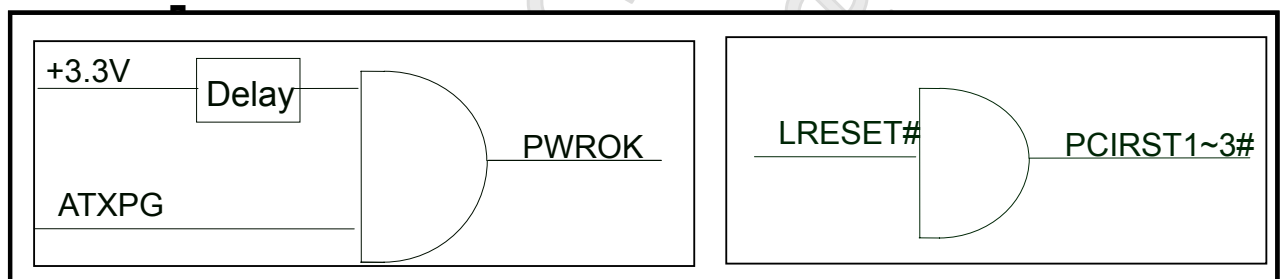 +3.3V
Delay
PWROK
ATXPG
LRESET#
PCIRST1~3#